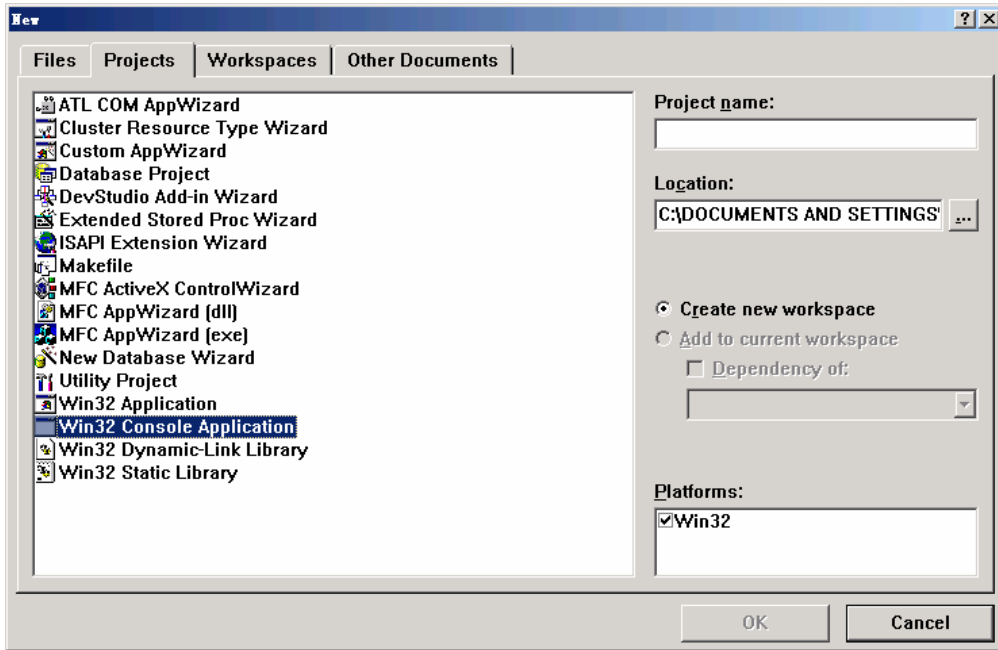 New
Files Projects Workspaces Other Documents
ATL COM AppWizard
Cluster Resource Type Wizard
Custom AppWizard
Database Project
DevStudio Add-in Wizard
Extended Stored Proc Wizard
ISAPI Extension Wizard
Makefile
MFC ActiveX ControlWizard
MFC AppWizard (dll)
MFC AppWizard (exe)
New Database Wizard
Utility Project
Win32 Application
Win32 Console Application
Win32 Dynamic-Link Library
Win32 Static Library
Project name:
Location:
C:\DOCUMENTS AND SETTINGS\
...
Create new workspace
Add to current workspace
Dependency of:
Platforms:
Win32
OK Cancel